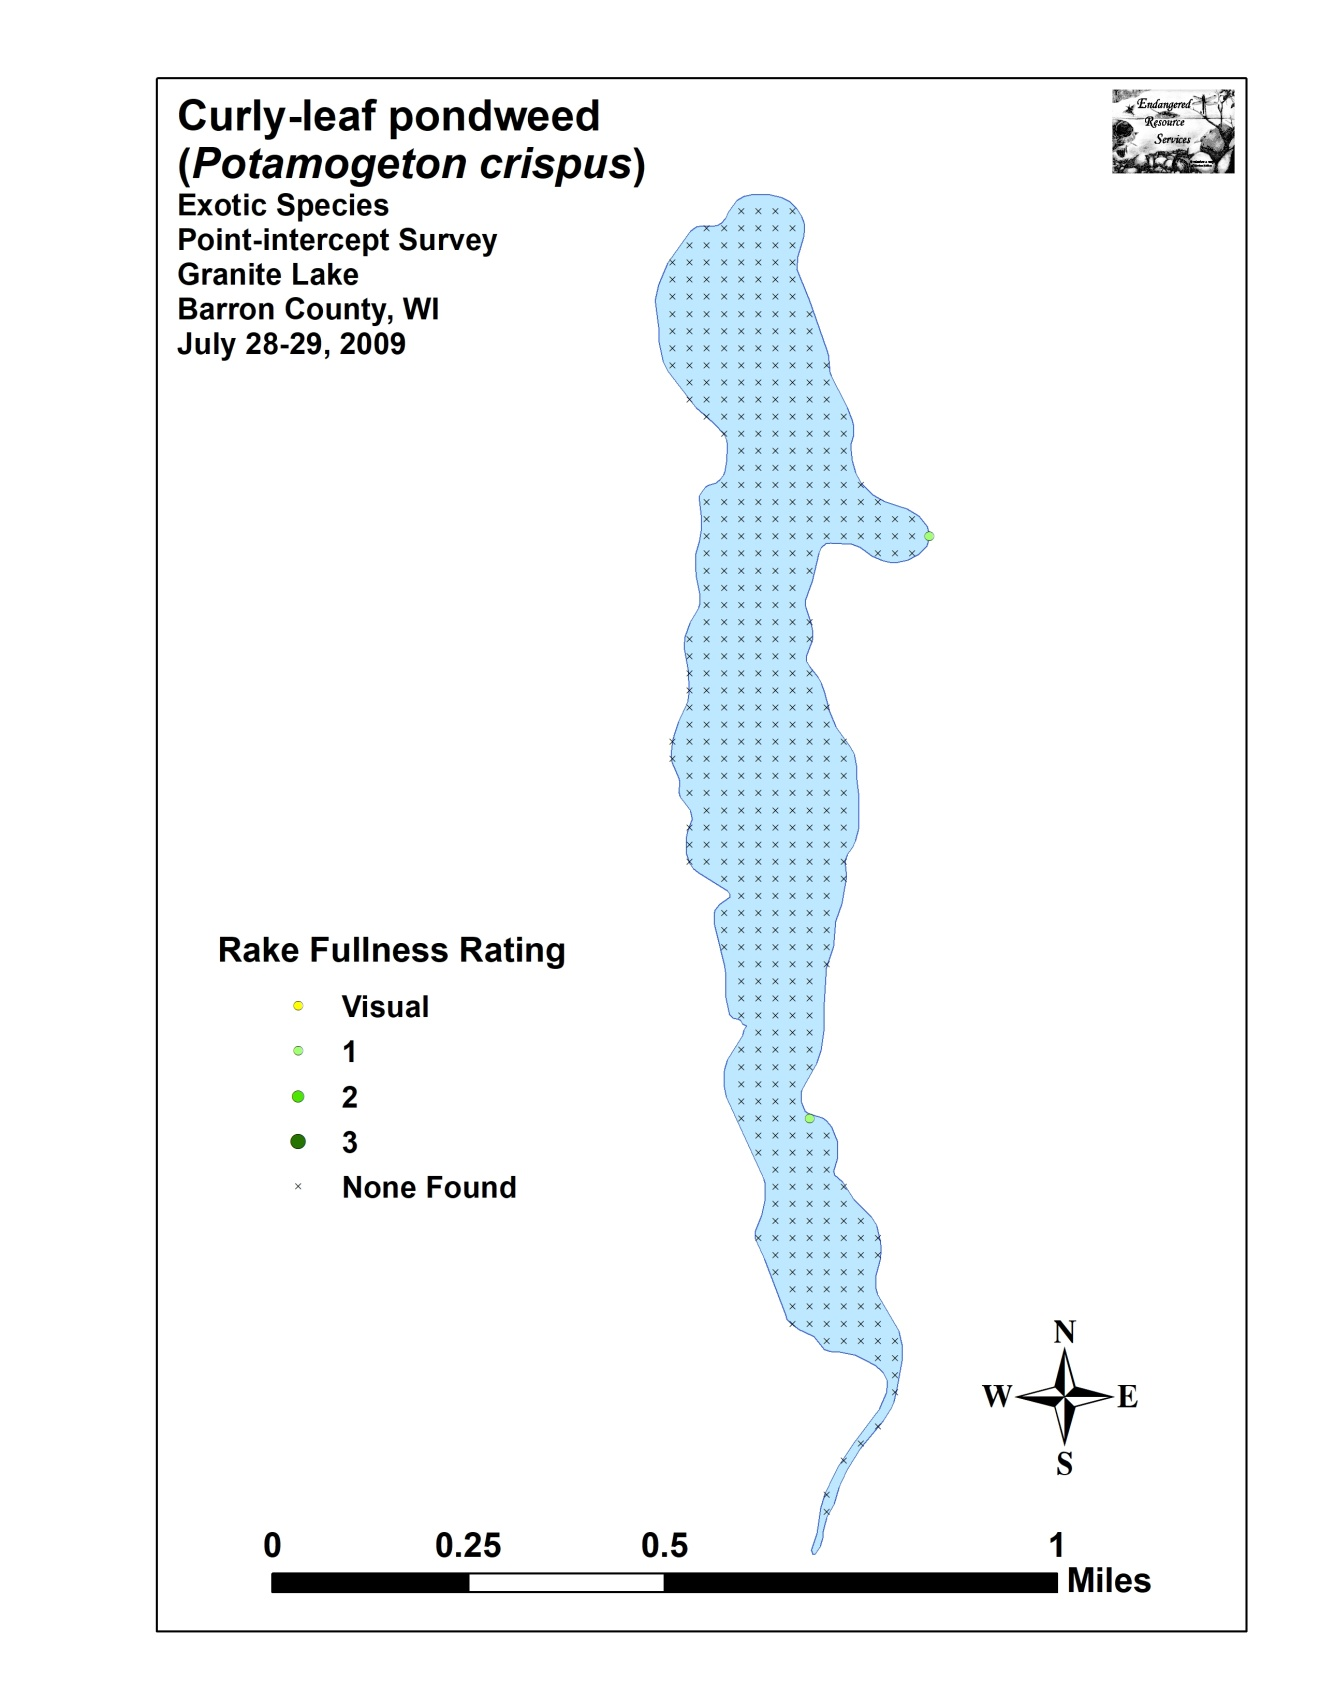 Curly-leaf pondweed
(Potamogeton crispus)
Exotic Species
Point-intercept Survey
Granite Lake
Barron County, WI
July 28-29, 2009
Endangered
Resource
Services
Rake Fullness Rating
Visual
1
2
3
None Found
N
W E
S
0 0.25 0.5 1
Miles